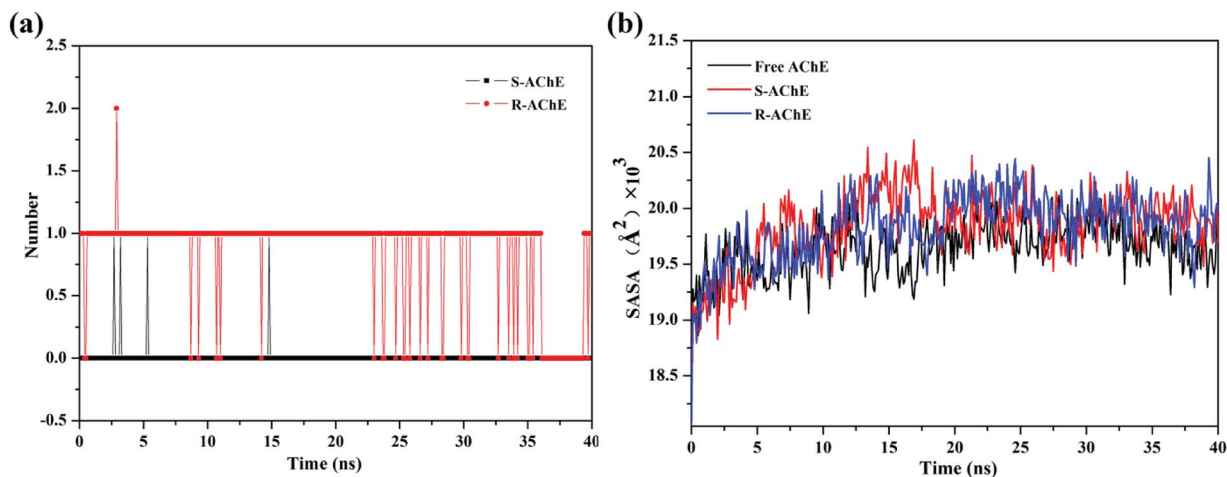 (a)
2.5
2.0
1.5
1.0
0.5
0.0
-0.5
Number
S-AChE
R-AChE
0 5 10 15 20 25 30 35 40
Time (ns)
(b)
21.5
21.0
20.5
20.0
19.5
19.0
18.5
SASA (Å²) ×10³
Free AChE
S-AChE
R-AChE
0 5 10 15 20 25 30 35 40
Time (ns)